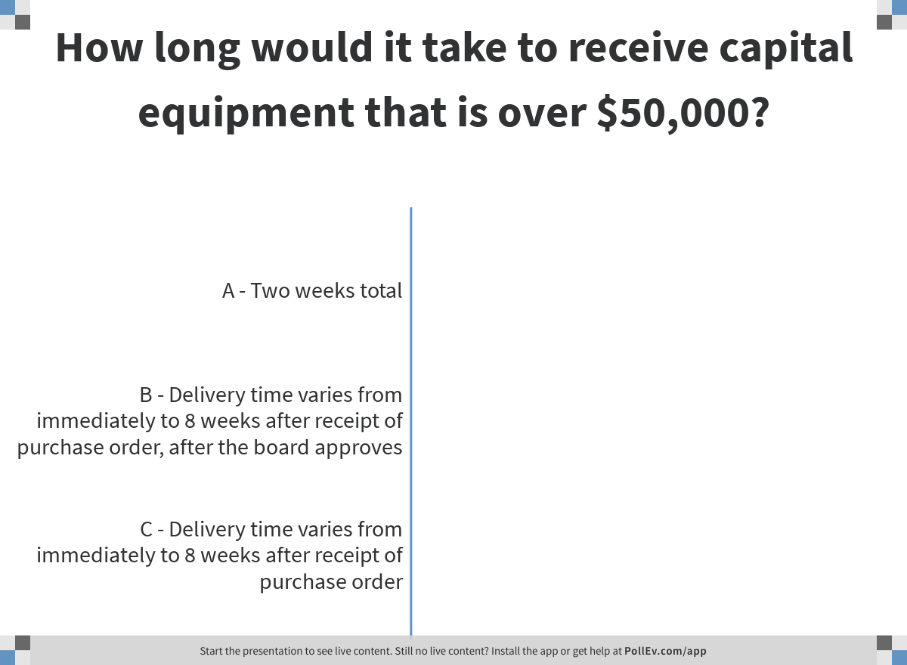 How long would it take to receive capital
equipment that is over $50,000?
A - Two weeks total
B - Delivery time varies from
immediately to 8 weeks after receipt of
purchase order, after the board approves
C - Delivery time varies from
immediately to 8 weeks after receipt of
purchase order
Start the presentation to see live content. Still no live content? Install the app or get help at PollEv.com/app